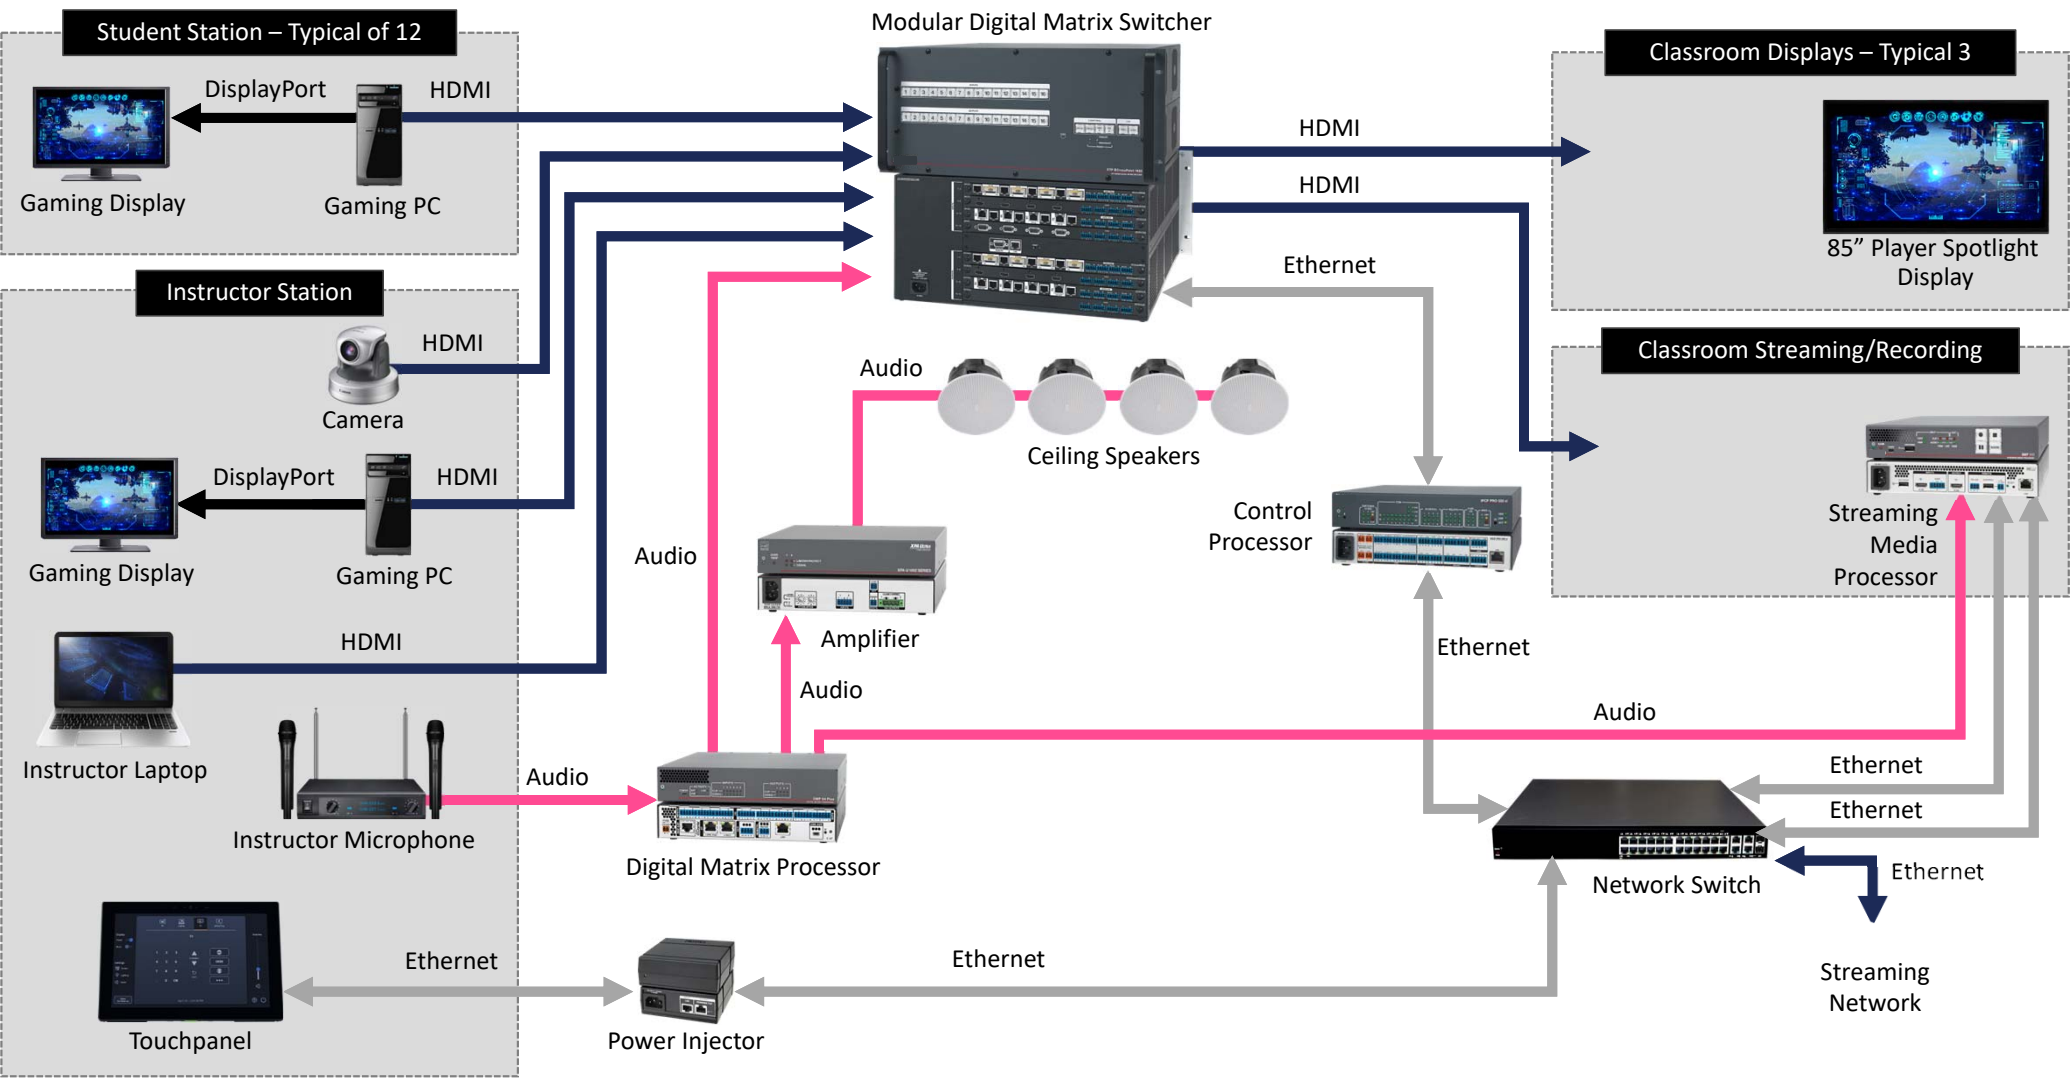 Modular Digital Matrix Switcher
Student Station – Typical of 12
DisplayPort
HDMI
Gaming Display
Gaming PC
Classroom Displays – Typical 3
HDMI
HDMI
85” Player Spotlight
Display
Ethernet
Instructor Station
HDMI
Camera
Audio
Ceiling Speakers
Classroom Streaming/Recording
DisplayPort
HDMI
Gaming Display
Gaming PC
Control
Processor
Streaming
Media
Processor
Audio
Amplifier
HDMI
Ethernet
Audio
Audio
Instructor Laptop
Audio
Instructor Microphone
Digital Matrix Processor
Ethernet
Ethernet
Network Switch
Ethernet
Ethernet
Ethernet
Touchpanel
Power Injector
Streaming
Network